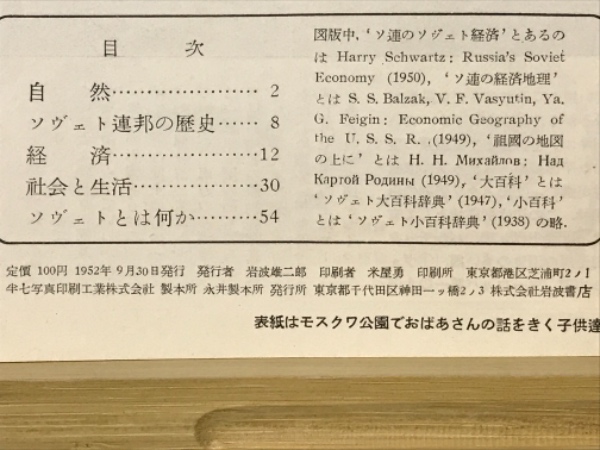 目 次
自 然…………………2
ソヴェト連邦の歴史……8
経 済………………12
社会と生活……………30
ソヴェトとは何か………54
図版中,‘ソ連のソヴェト経済’とあるの
は Harry Schwartz: Russia's Soviet
Economy (1950), ‘ソ連の経済地理’
とは S. S. Balzak, V. F. Vasyutin, Ya.
G. Feigin: Economic Geography of
the U. S. S. R. (1949), ‘祖國の地図
の上に’ とは Н. Н. Михайлов: Над
Картой Родины (1949), ‘大百科’ とは
‘ソヴェト大百科辞典’ (1947), ‘小百科’
とは ‘ソヴェト小百科辞典’ (1938) の略.
定價 100円 1952年9月30日発行 発行者 岩波雄二郎 印刷者 米屋勇 印刷所 東京都港区芝浦町2ノ1
半七写真印刷工業株式会社 製本所 永井製本所 発行所 東京都千代田区神田一ッ橋2ノ3 株式会社岩波書店
表紙はモスクワ公園でおばあさんの話をきく子供達